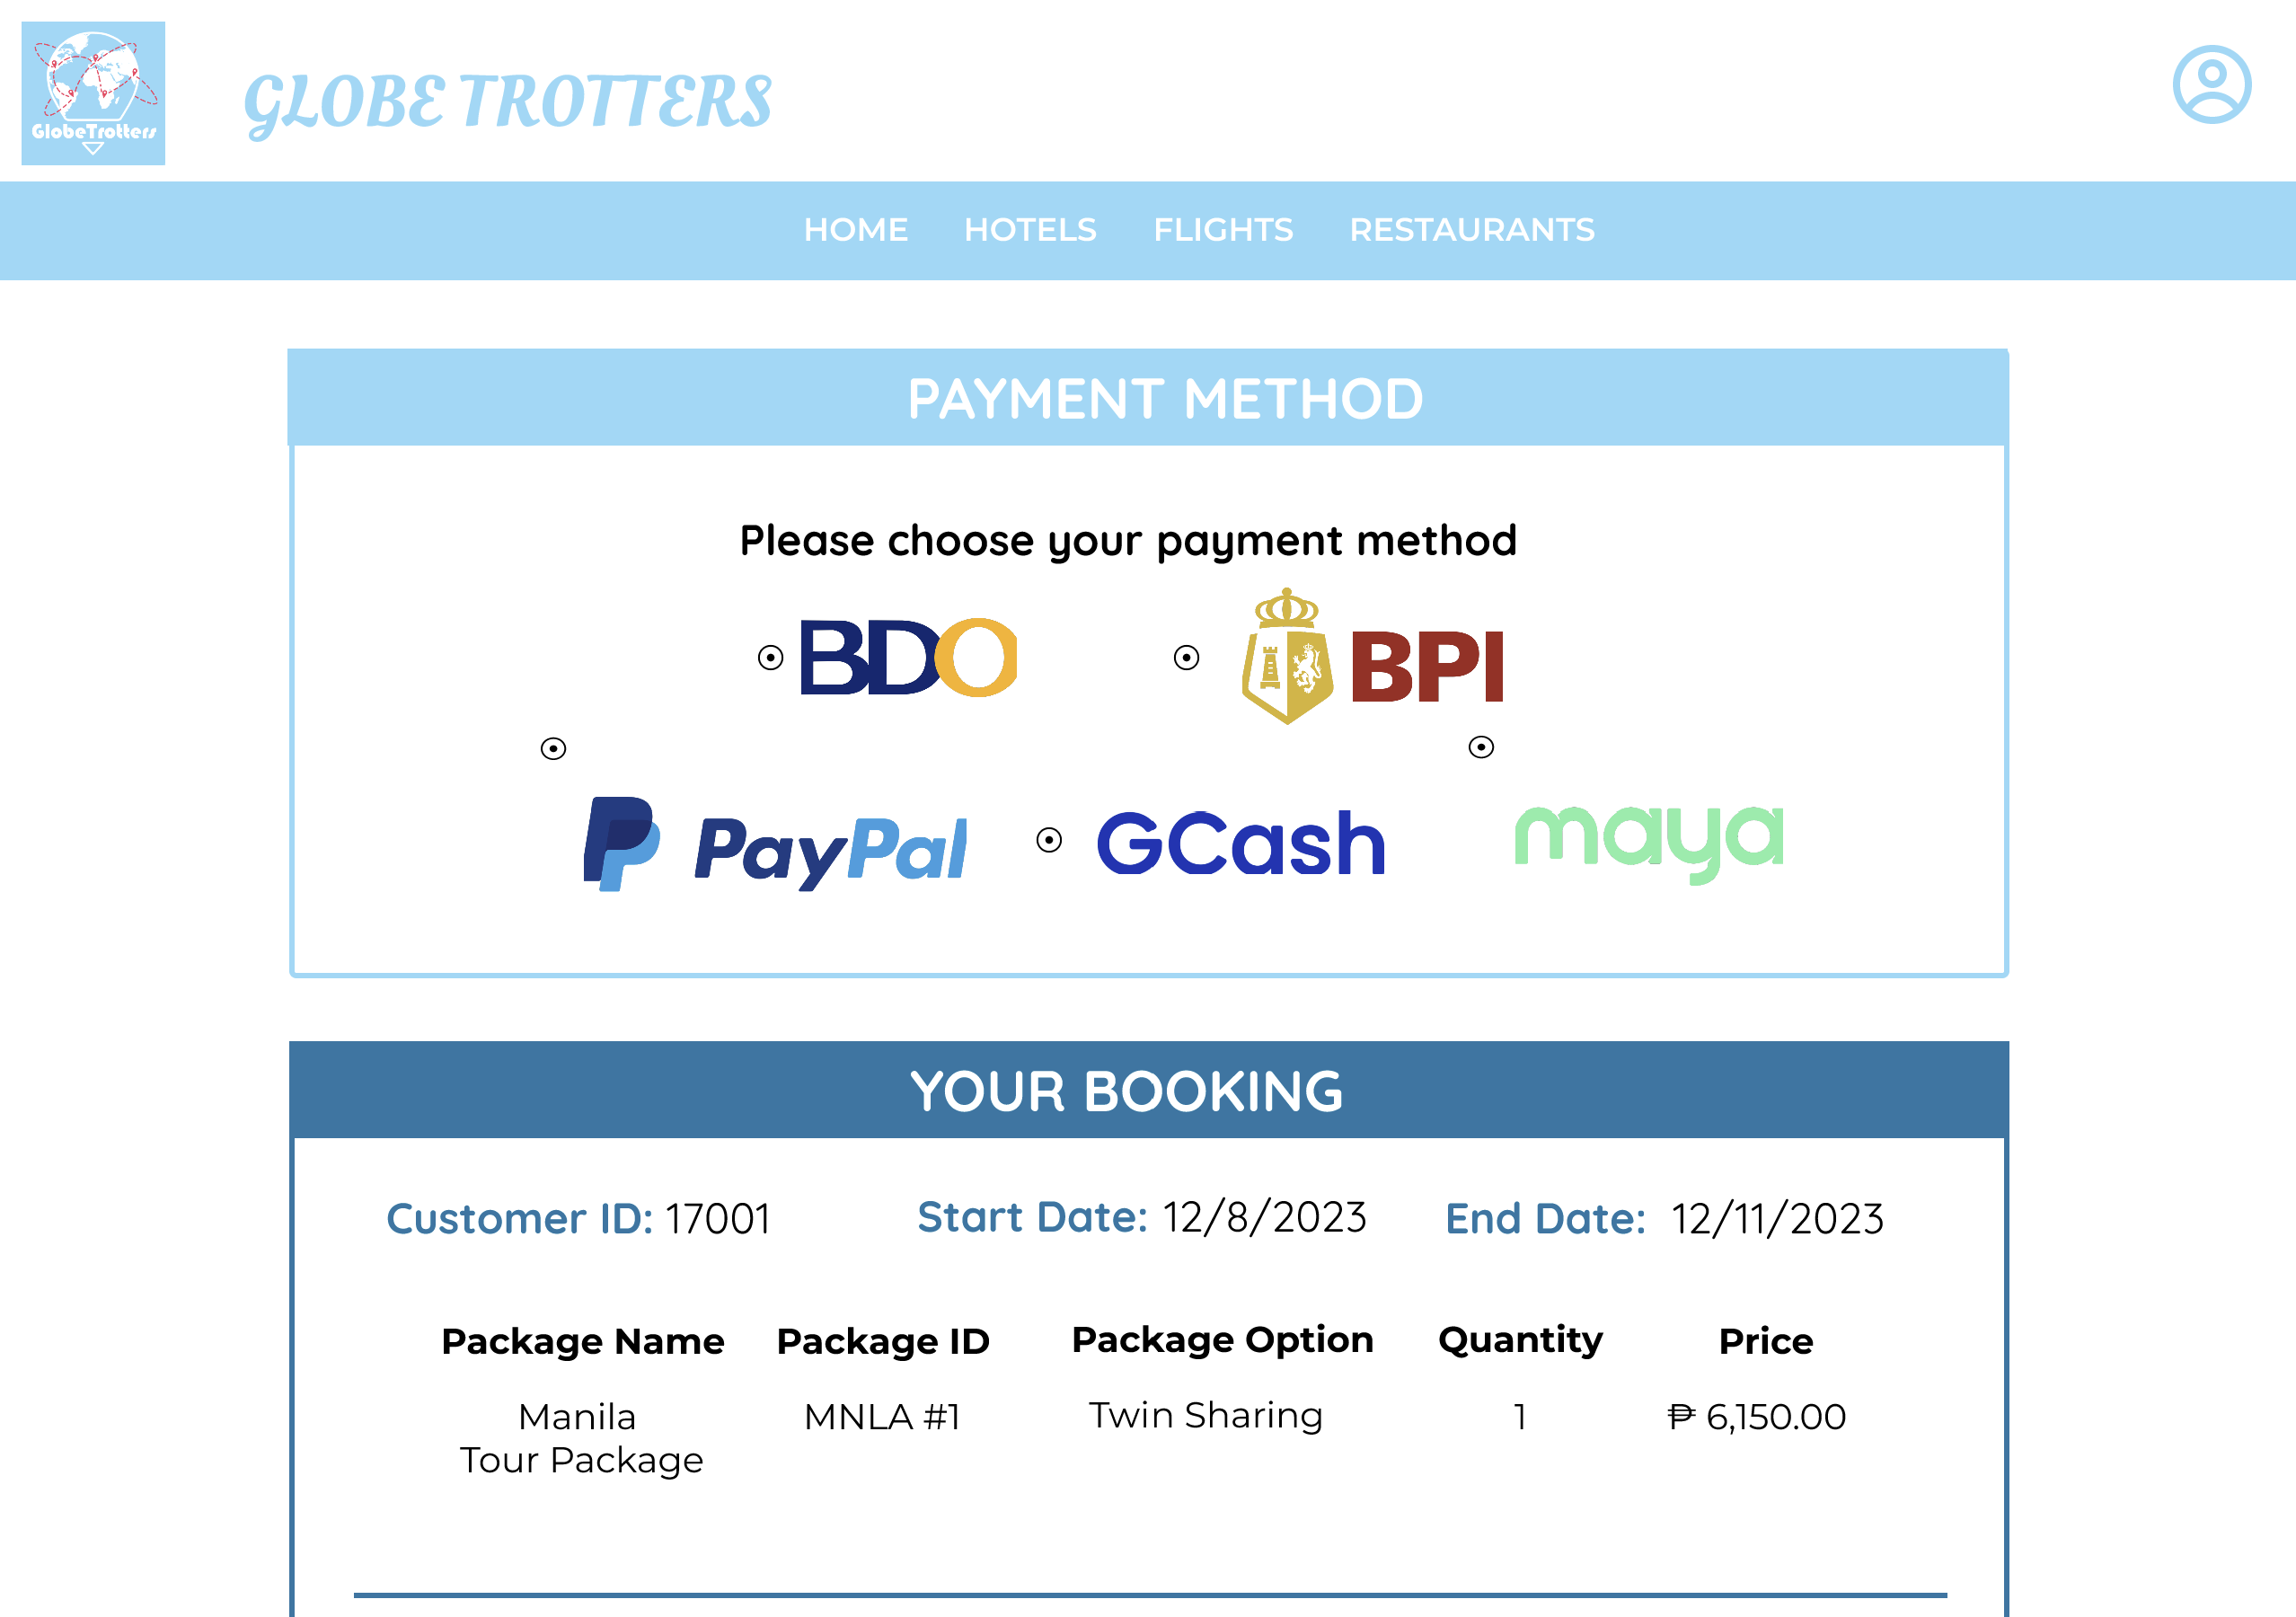 GlobeTrotters
GLOBE TROTTERS
HOME HOTELS FLIGHTS RESTAURANTS
PAYMENT METHOD
Please choose your payment method
BDO BPI
PayPal GCash maya
YOUR BOOKING
Customer ID: 17001 Start Date: 12/8/2023 End Date: 12/11/2023
Package Name Package ID Package Option Quantity Price
Manila MNLA #1 Twin Sharing 1 ₱ 6,150.00
Tour Package